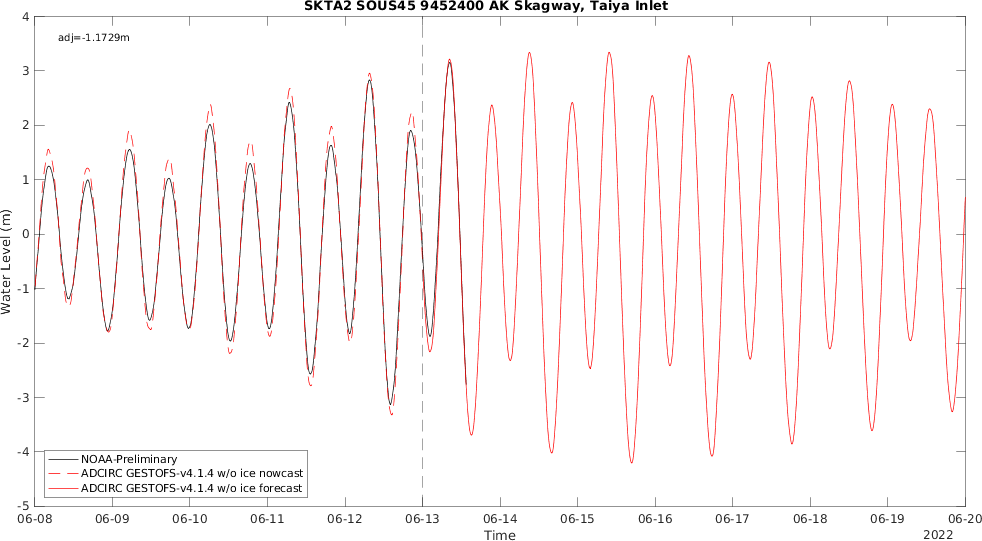 SKTA2 SOUS45 9452400 AK Skagway, Taiya Inlet
adj=-1.1729m
4
3
2
1
0
-1
-2
-3
-4
-5
Water Level (m)
NOAA-Preliminary
ADCIRC GESTOFS-v4.1.4 w/o ice nowcast
ADCIRC GESTOFS-v4.1.4 w/o ice forecast
06-08 06-09 06-10 06-11 06-12 06-13 06-14 06-15 06-16 06-17 06-18 06-19 06-20
Time
2022